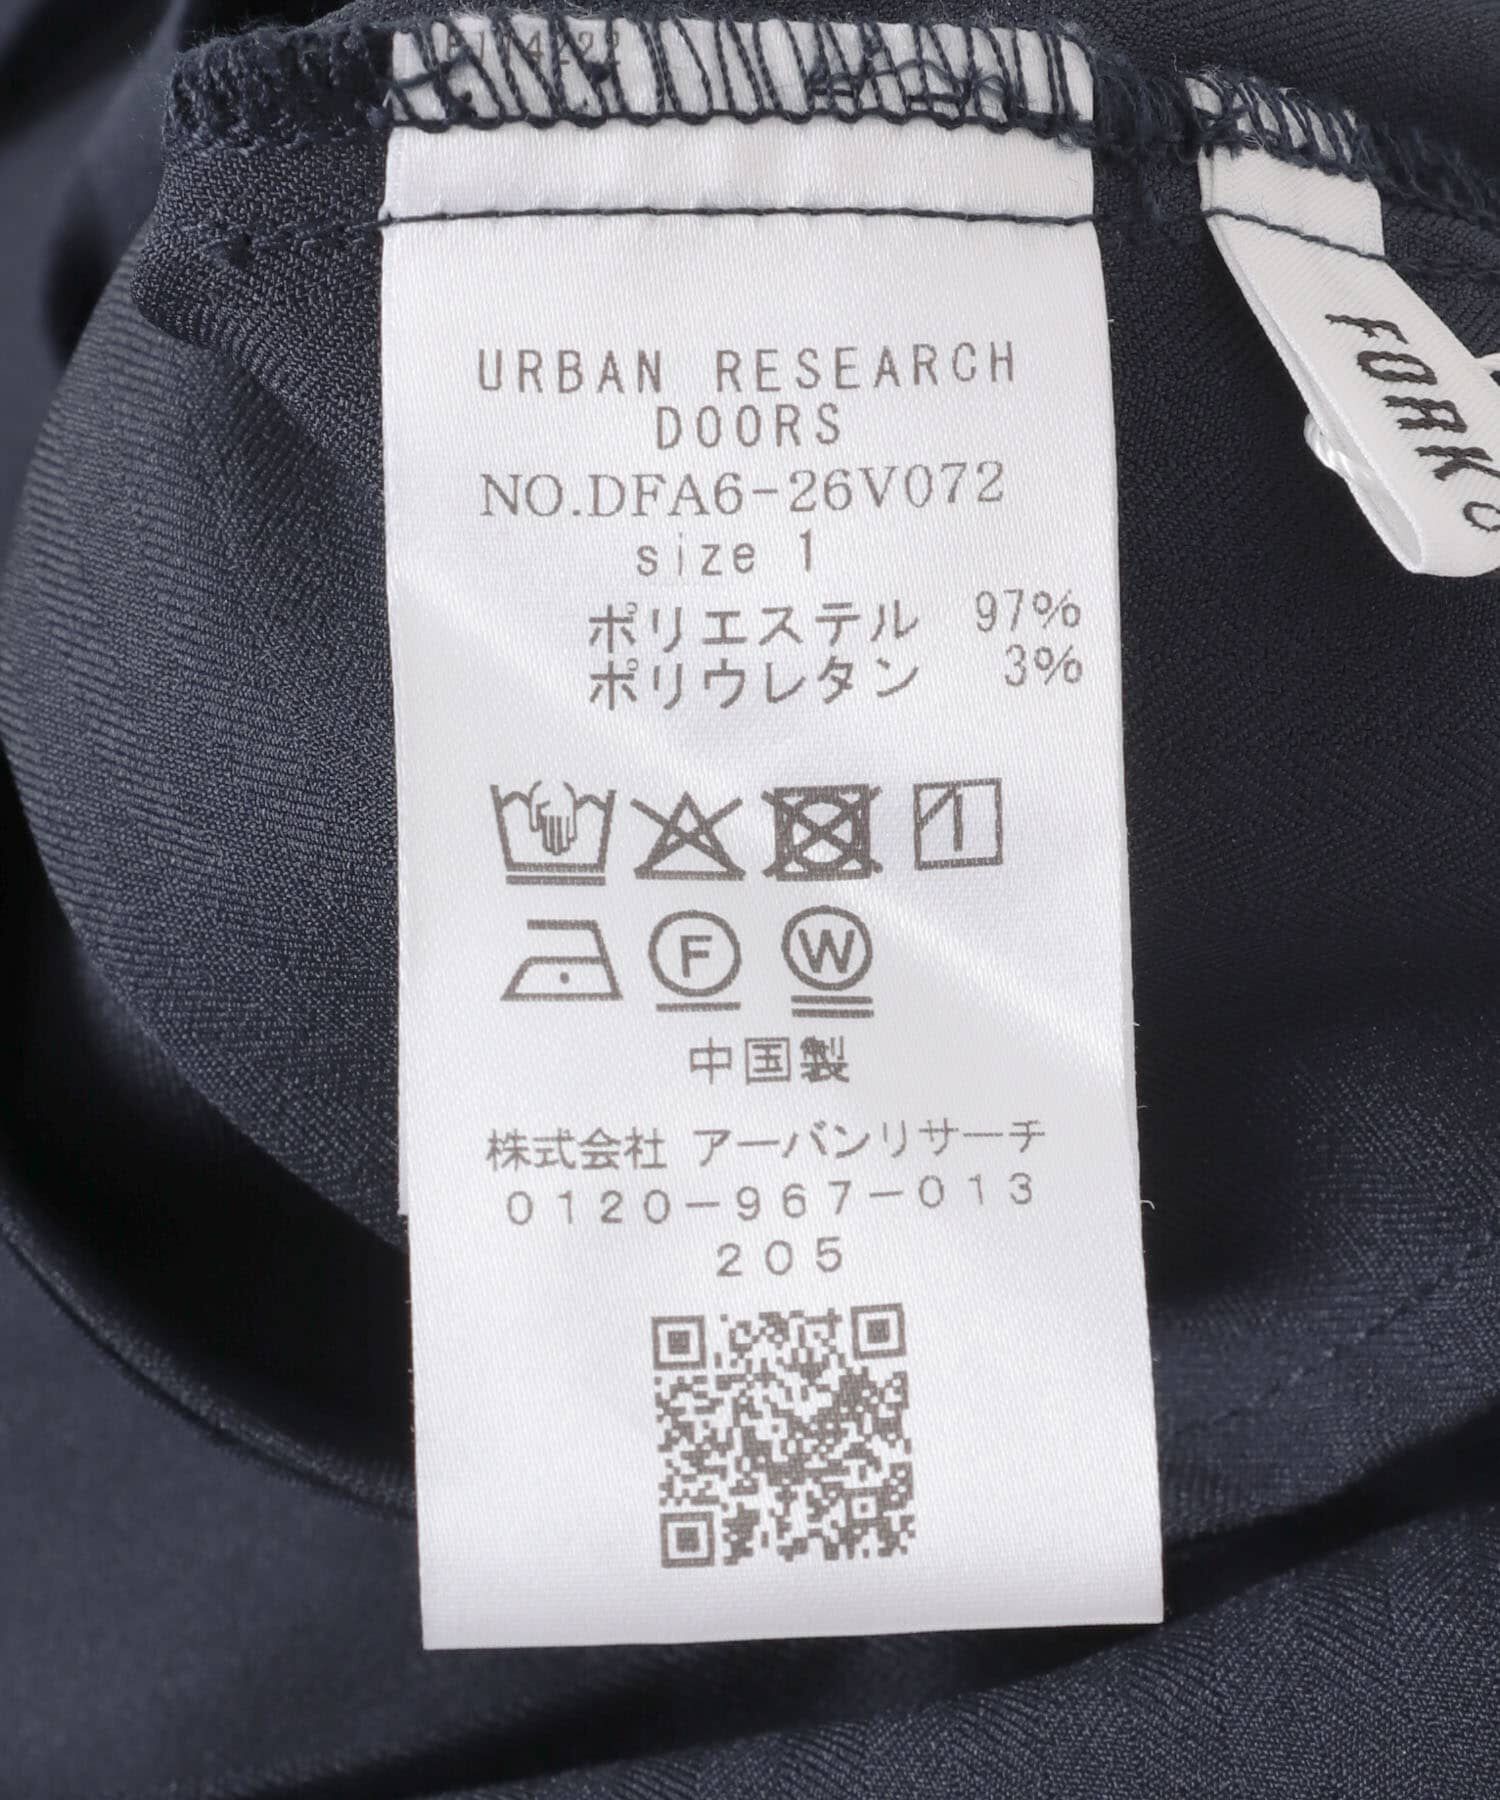 URBAN RESEARCH
DOORS
NO.DFA6-26V072
size 1
ポリエステル 97%
ポリウレタン 3%
F
W
中国製
株式会社 アーバンリサーチ
0120-967-013
205
FORK